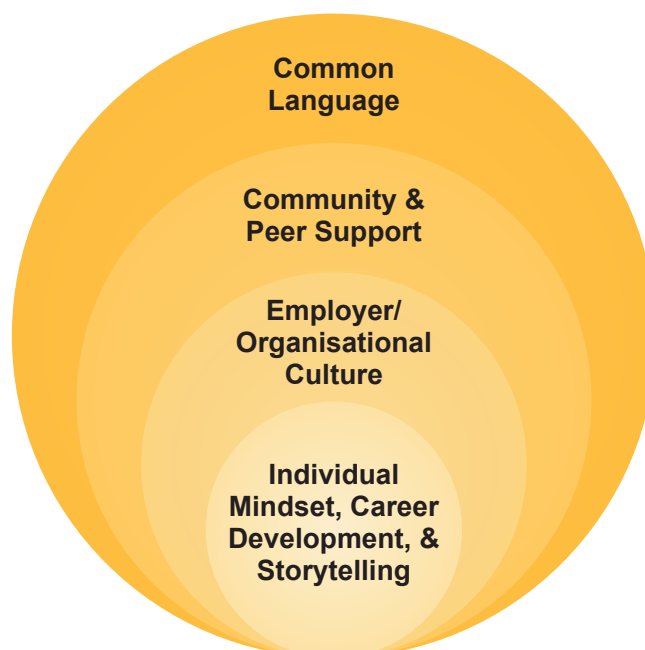 Common
Language
Community &
Peer Support
Employer/
Organisational
Culture
Individual
Mindset, Career
Development, &
Storytelling